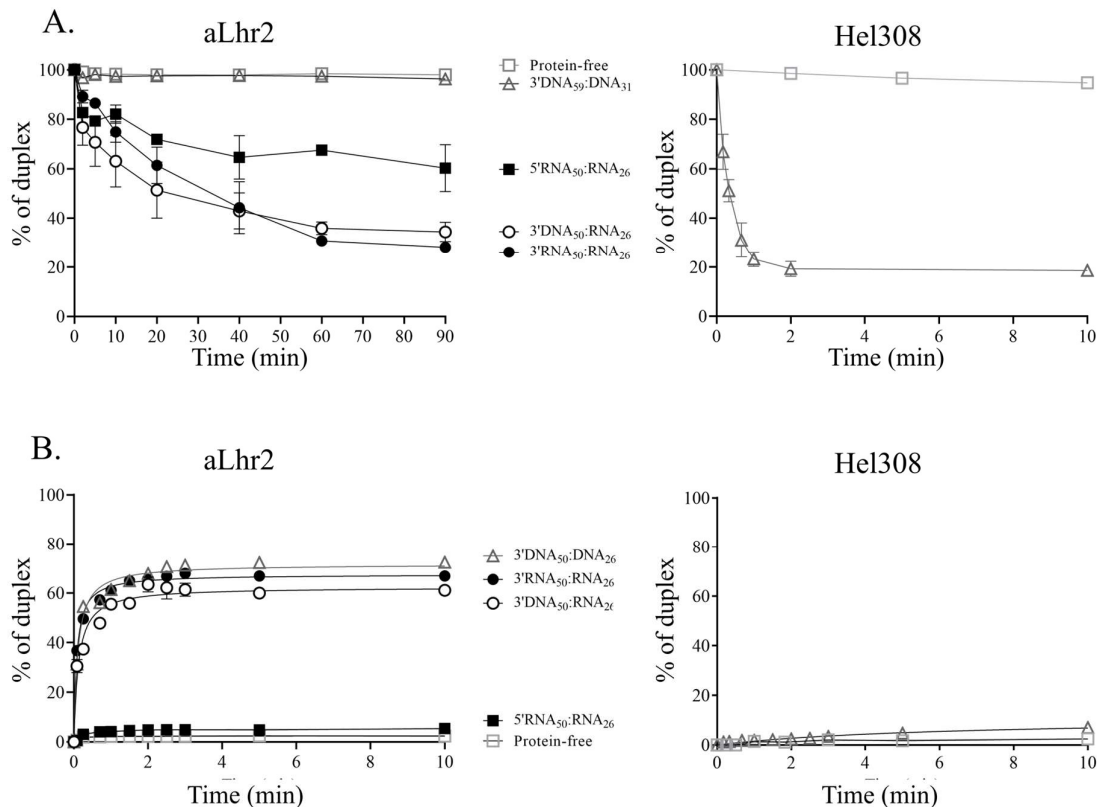 A.
aLhr2
Hel308
% of duplex
100
80
60
40
20
0
0 10 20 30 40 50 60 70 80 90
Time (min)
Protein-free
3'DNA₅₉:DNA₃₁
5'RNA₅₀:RNA₂₆
3'DNA₅₀:RNA₂₆
3'RNA₅₀:RNA₂₆
% of duplex
100
80
60
40
20
0
0 2 4 6 8 10
Time (min)
B.
aLhr2
Hel308
% of duplex
100
80
60
40
20
0
0 2 4 6 8 10
Time (min)
3'DNA₅₀:DNA₂₆
3'RNA₅₀:RNA₂₆
3'DNA₅₀:RNA₂₆
5'RNA₅₀:RNA₂₆
Protein-free
% of duplex
100
80
60
40
20
0
0 2 4 6 8 10
Time (min)